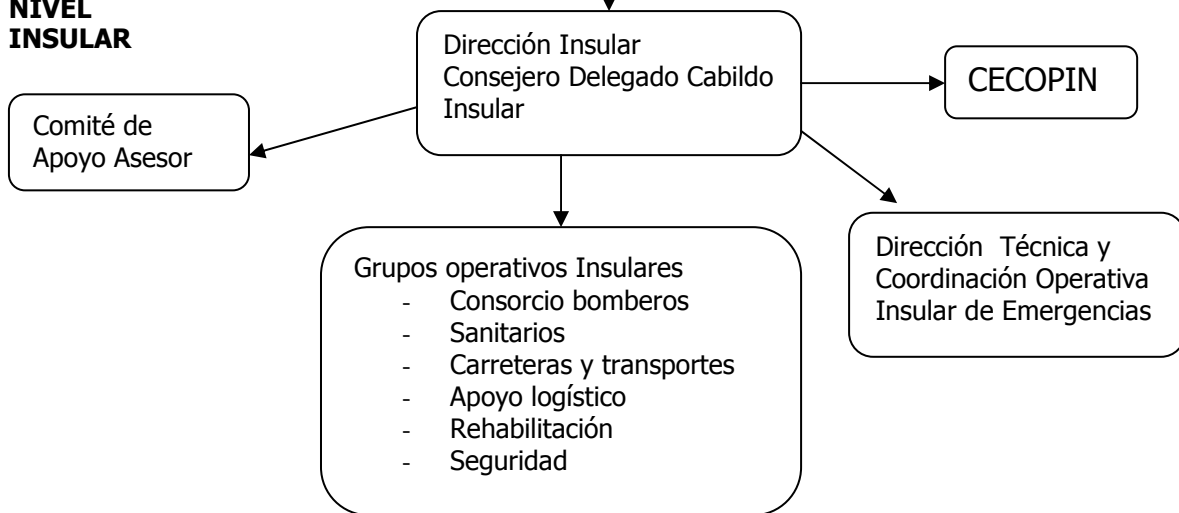 NIVEL
INSULAR
Dirección Insular
Consejero Delegado Cabildo
Insular
CECOPIN
Comité de
Apoyo Asesor
Dirección Técnica y
Coordinación Operativa
Insular de Emergencias
Grupos operativos Insulares
- Consorcio bomberos
- Sanitarios
- Carreteras y transportes
- Apoyo logístico
- Rehabilitación
- Seguridad